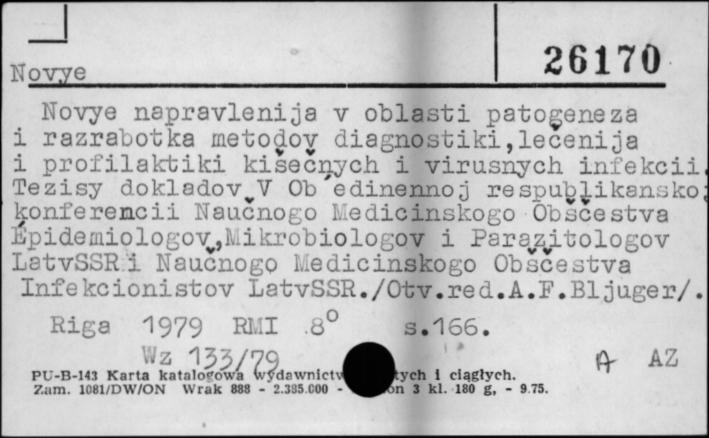 26170
Novye
Novye napravlenija v oblasti patogeneza
i razrabotka metodov diagnostiki,lečenija
i profilaktiki kišečnych i virusnych infekcii.
Tezisy dokladov V Ob'edinennoj respublikansko
konferencii Naučnogo Medicinskogo Obščestva
Épidemiologov,Mikrobiologov i Parazitologov
LatvSSR i Naučnogo Medicinskogo Obščestva
Infekcionistov LatvSSR./Otv.red.A.F.Bljuger/.
Riga 1979 RMI 8° s.166.
Wz 133/79 A AZ
PU-B-143 Karta katalogowa wydawnictw tych i ciągłych.
Zam. 1081/DW/ON Wrak 888 - 2.385.000 - on 3 kl. 180 g, - 9.75.